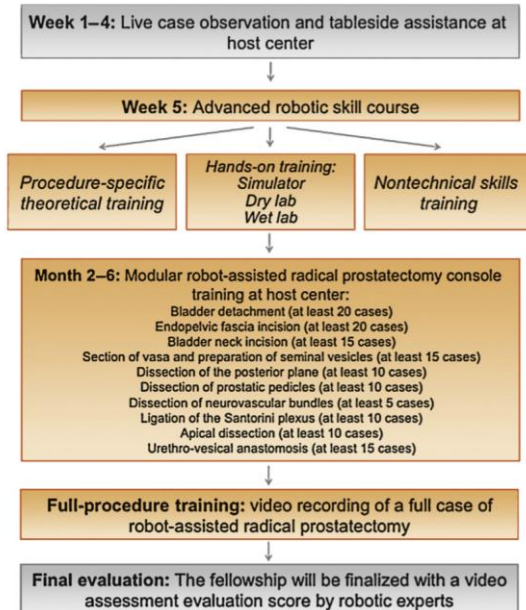 Week 1–4: Live case observation and tableside assistance at
host center
Week 5: Advanced robotic skill course
Procedure-specific
theoretical training
Hands-on training:
Simulator
Dry lab
Wet lab
Nontechnical skills
training
Month 2–6: Modular robot-assisted radical prostatectomy console
training at host center:
Bladder detachment (at least 20 cases)
Endopelvic fascia incision (at least 20 cases)
Bladder neck incision (at least 15 cases)
Section of vasa and preparation of seminal vesicles (at least 15 cases)
Dissection of the posterior plane (at least 10 cases)
Dissection of prostatic pedicles (at least 10 cases)
Dissection of neurovascular bundles (at least 5 cases)
Ligation of the Santorini plexus (at least 10 cases)
Apical dissection (at least 10 cases)
Urethro-vesical anastomosis (at least 15 cases)
Full-procedure training: video recording of a full case of
robot-assisted radical prostatectomy
Final evaluation: The fellowship will be finalized with a video
assessment evaluation score by robotic experts